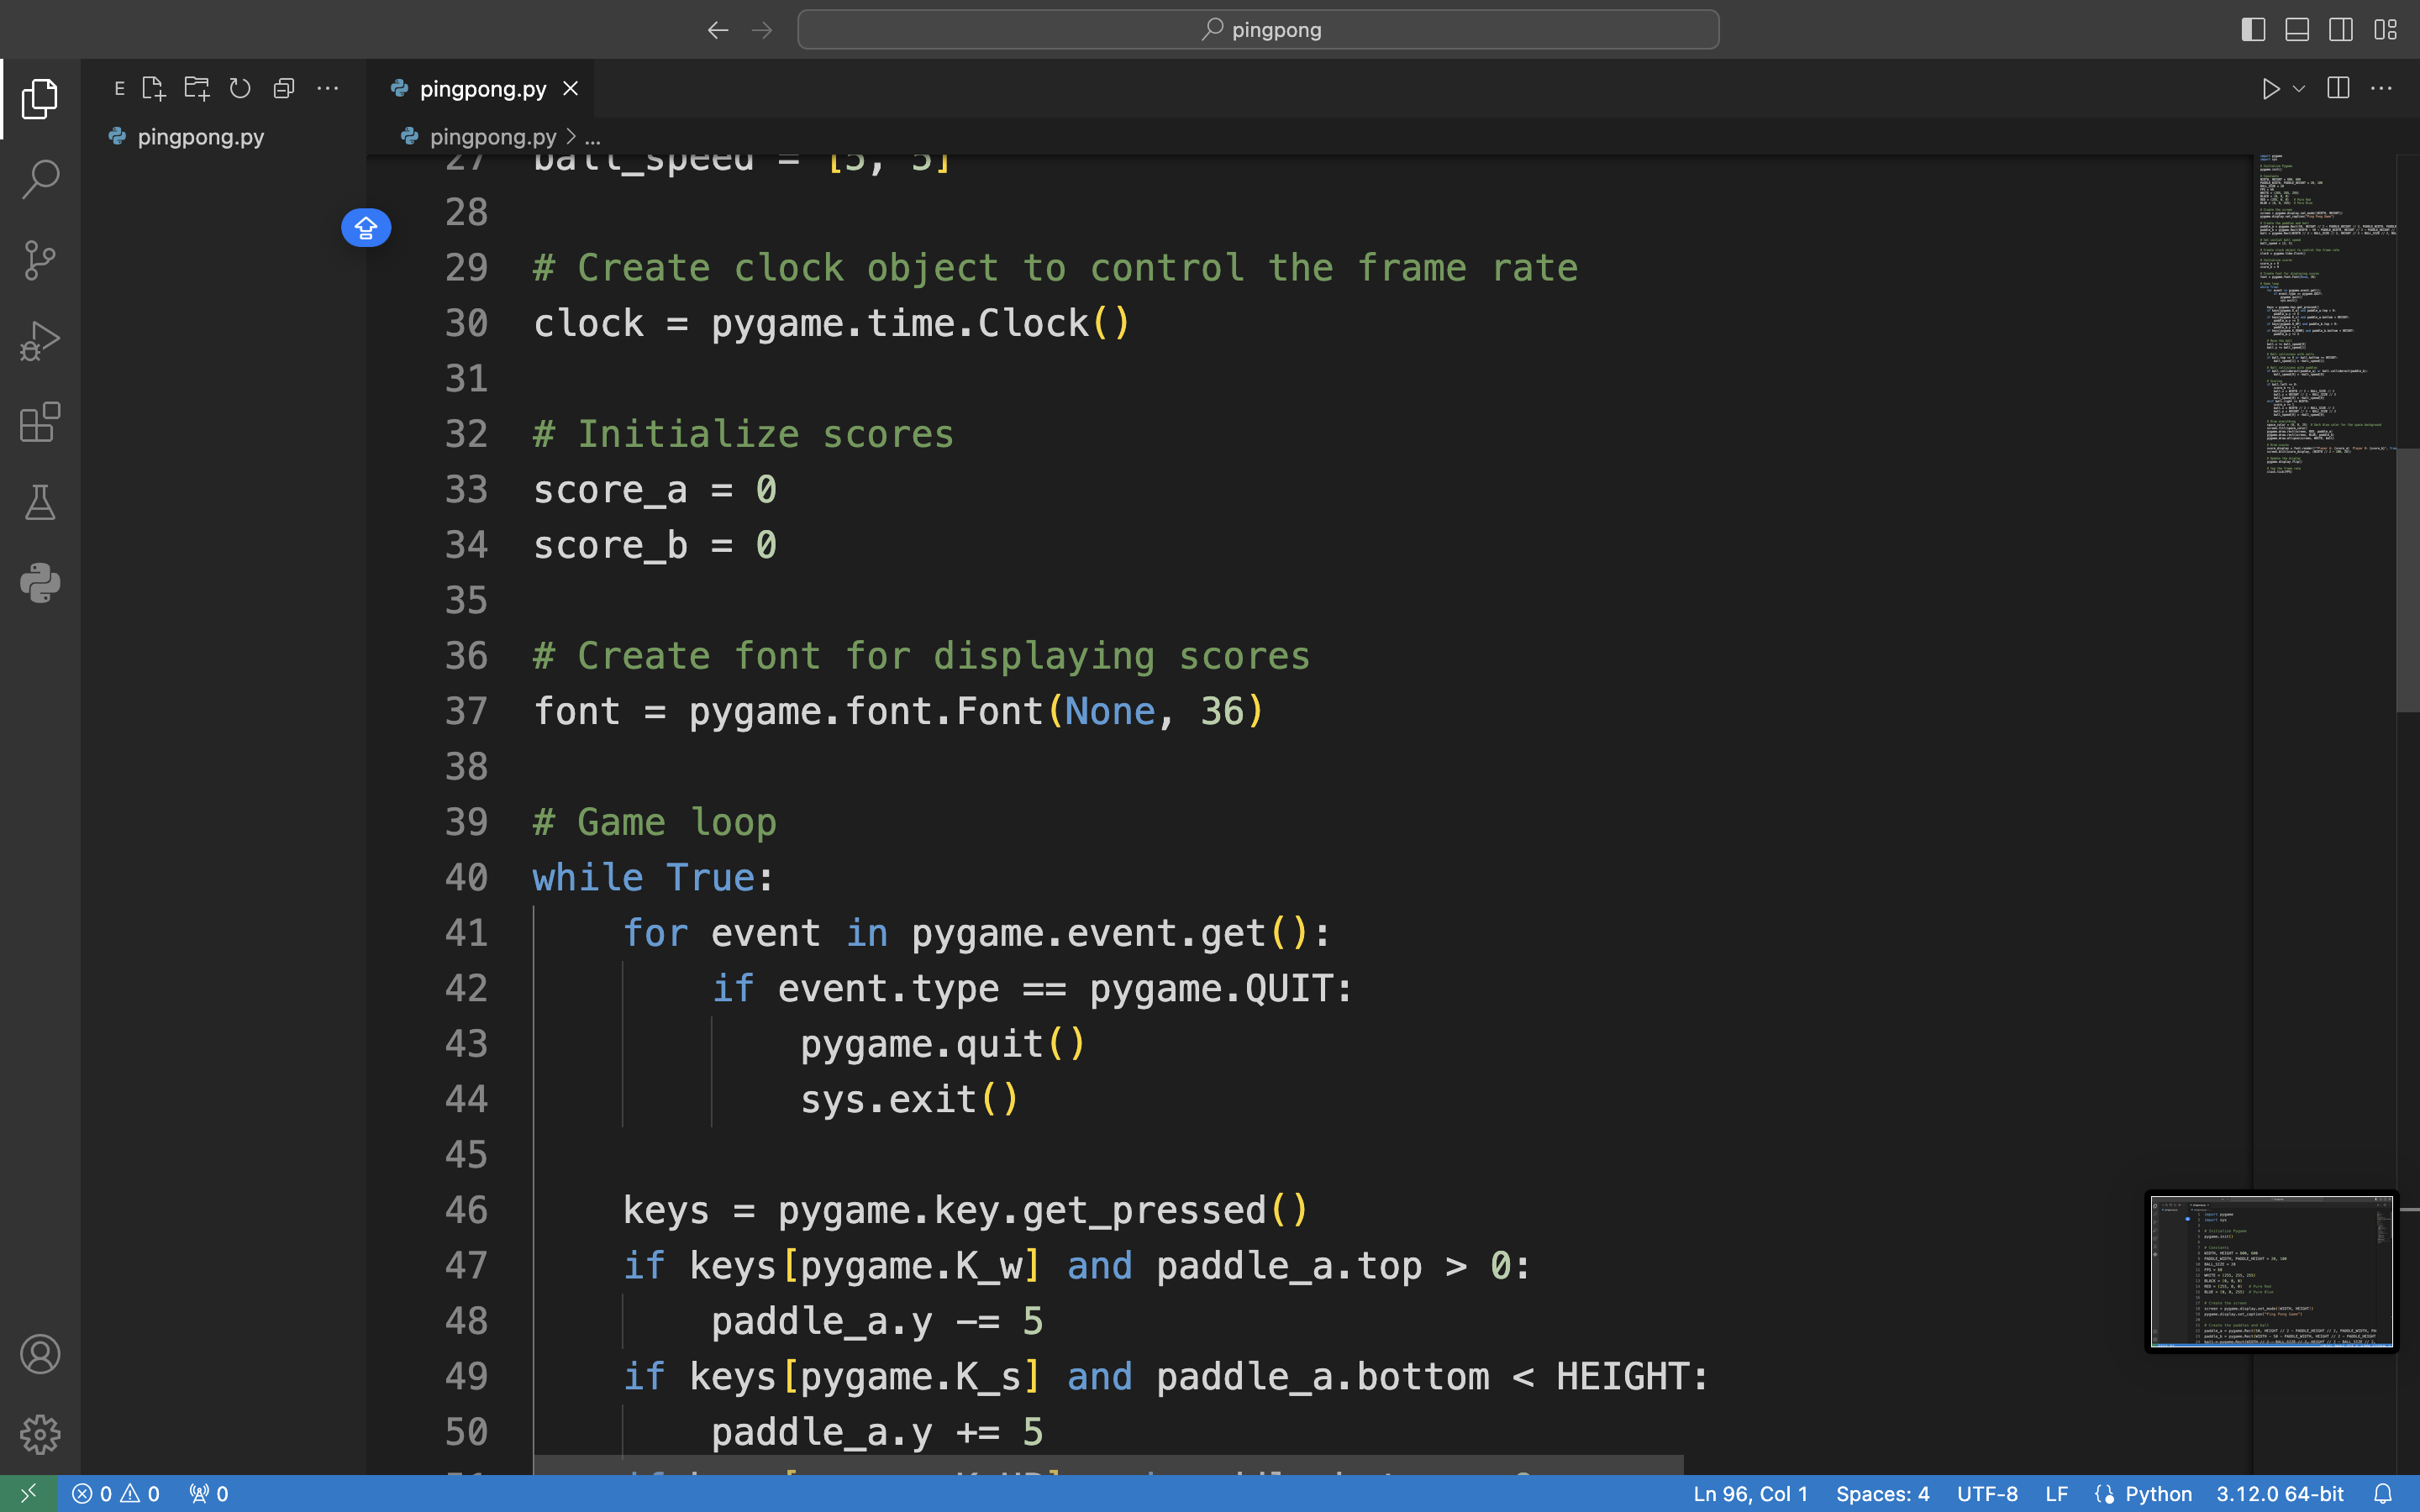 pingpong
E
pingpong.py
pingpong.py
pingpong.py > ...
27 ball_speed = [5, 5]
28
29 # Create clock object to control the frame rate
30 clock = pygame.time.Clock()
31
32 # Initialize scores
33 score_a = 0
34 score_b = 0
35
36 # Create font for displaying scores
37 font = pygame.font.Font(None, 36)
38
39 # Game loop
40 while True:
41 for event in pygame.event.get():
42 if event.type == pygame.QUIT:
43 pygame.quit()
44 sys.exit()
45
46 keys = pygame.key.get_pressed()
47 if keys[pygame.K_w] and paddle_a.top > 0:
48 paddle_a.y -= 5
49 if keys[pygame.K_s] and paddle_a.bottom < HEIGHT:
50 paddle_a.y += 5
0 0 0
Ln 96, Col 1 Spaces: 4 UTF-8 LF Python 3.12.0 64-bit